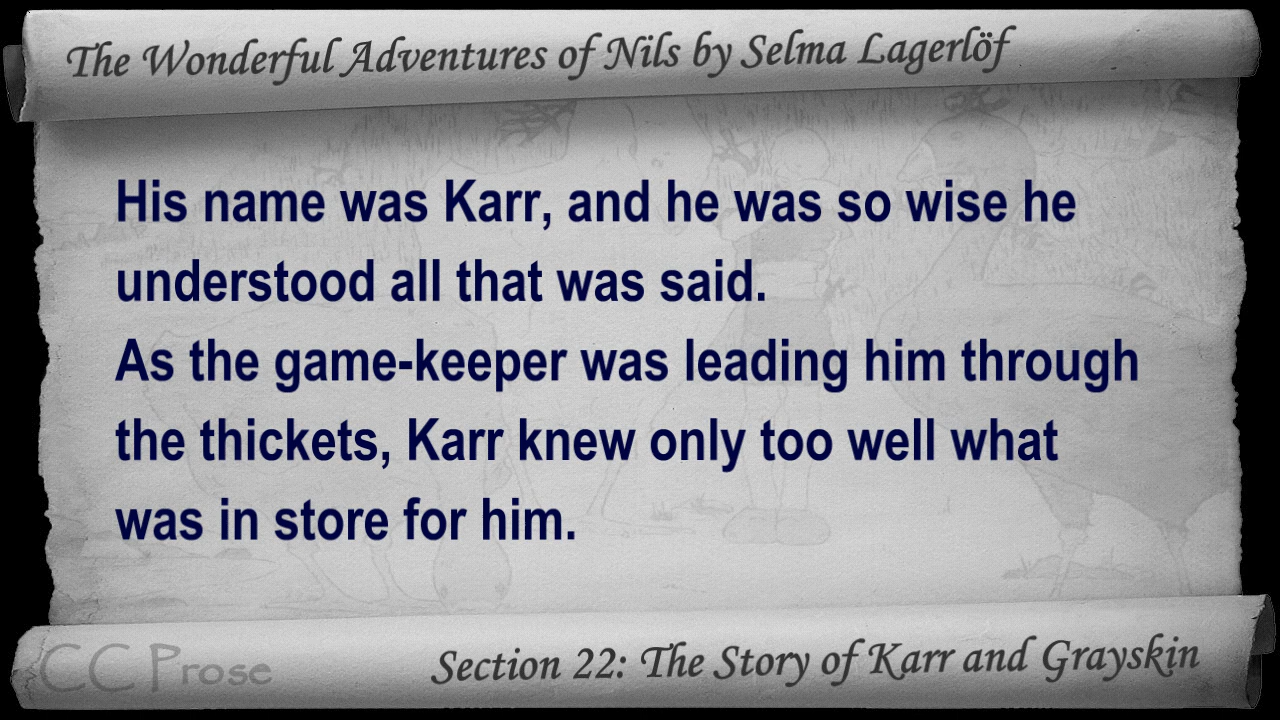 The Wonderful Adventures of Nils by Selma Lagerlöf
His name was Karr, and he was so wise he
understood all that was said.
As the game-keeper was leading him through
the thickets, Karr knew only too well what
was in store for him.
CC Prose
Section 22: The Story of Karr and Grayskin